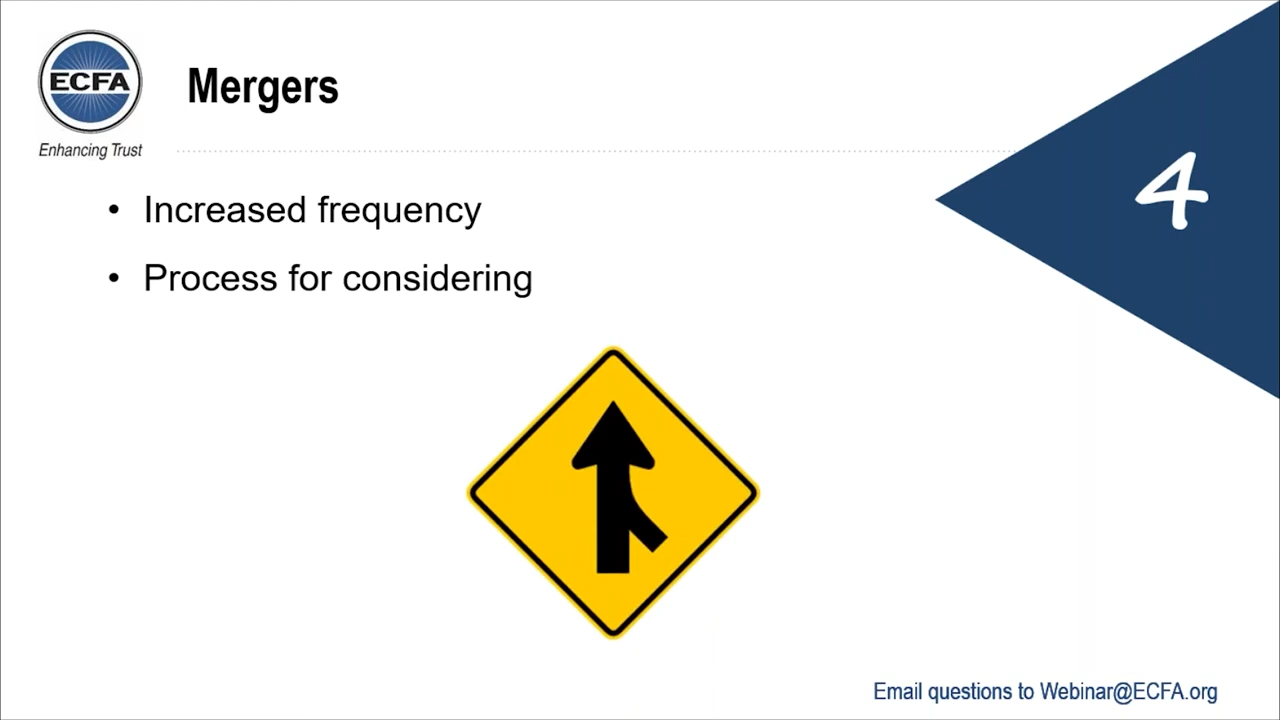 ECFA
Enhancing Trust
Mergers
4
• Increased frequency
• Process for considering
Email questions to Webinar@ECFA.org